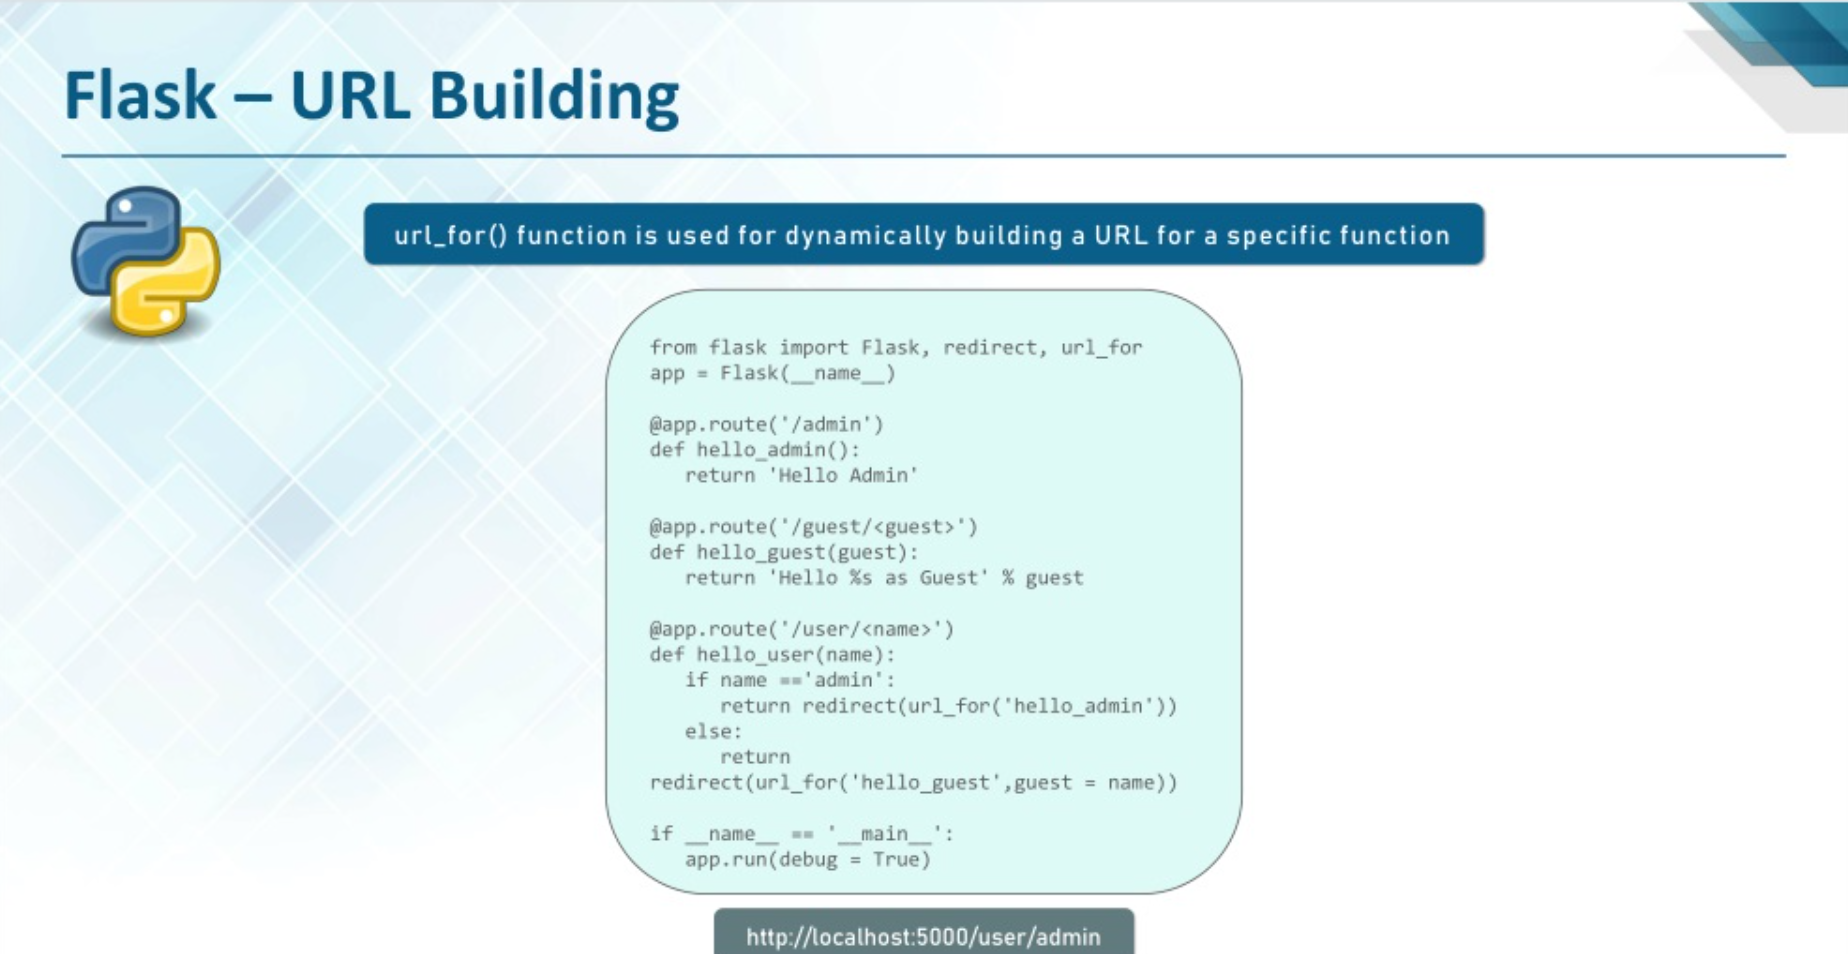 Flask – URL Building
url_for() function is used for dynamically building a URL for a specific function
from flask import Flask, redirect, url_for
app = Flask(__name__)
@app.route('/admin')
def hello_admin():
   return 'Hello Admin'
@app.route('/guest/<guest>')
def hello_guest(guest):
   return 'Hello %s as Guest' % guest
@app.route('/user/<name>')
def hello_user(name):
   if name =='admin':
      return redirect(url_for('hello_admin'))
   else:
      return
redirect(url_for('hello_guest',guest = name))
if __name__ == '__main__':
   app.run(debug = True)
http://localhost:5000/user/admin